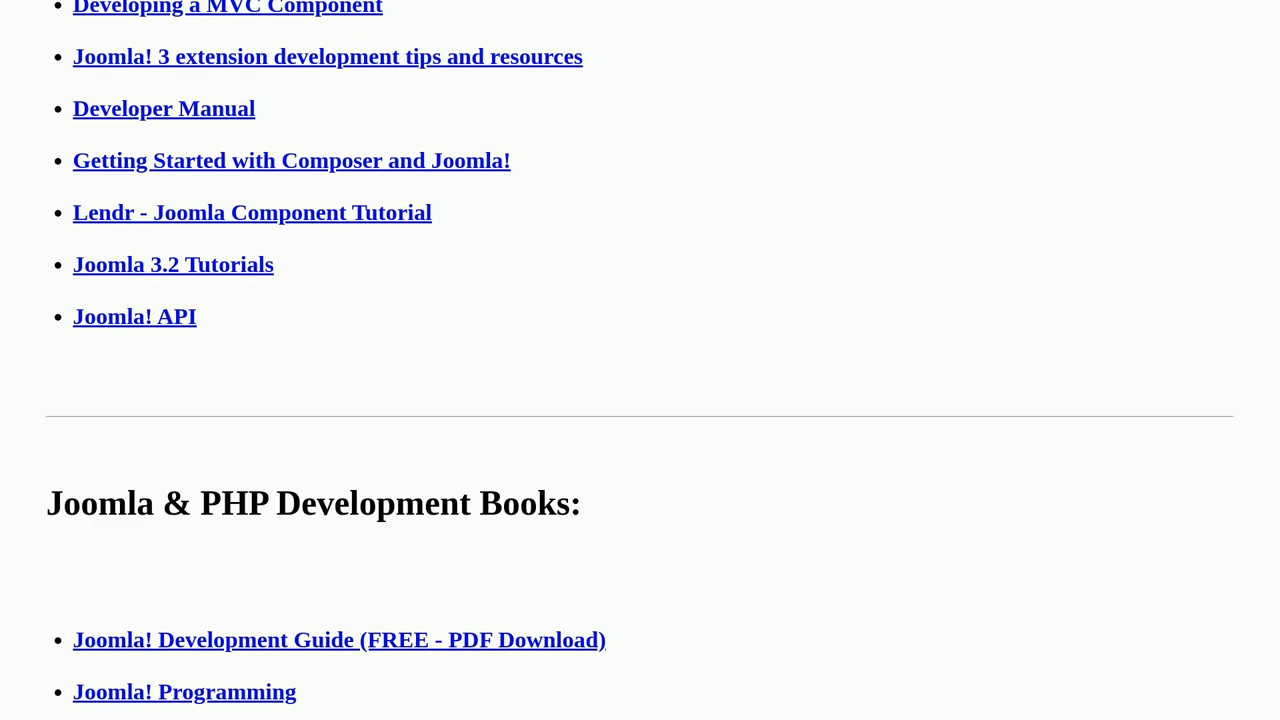 Developing a MVC Component
Joomla! 3 extension development tips and resources
Developer Manual
Getting Started with Composer and Joomla!
Lendr - Joomla Component Tutorial
Joomla 3.2 Tutorials
Joomla! API
Joomla & PHP Development Books:
Joomla! Development Guide (FREE - PDF Download)
Joomla! Programming